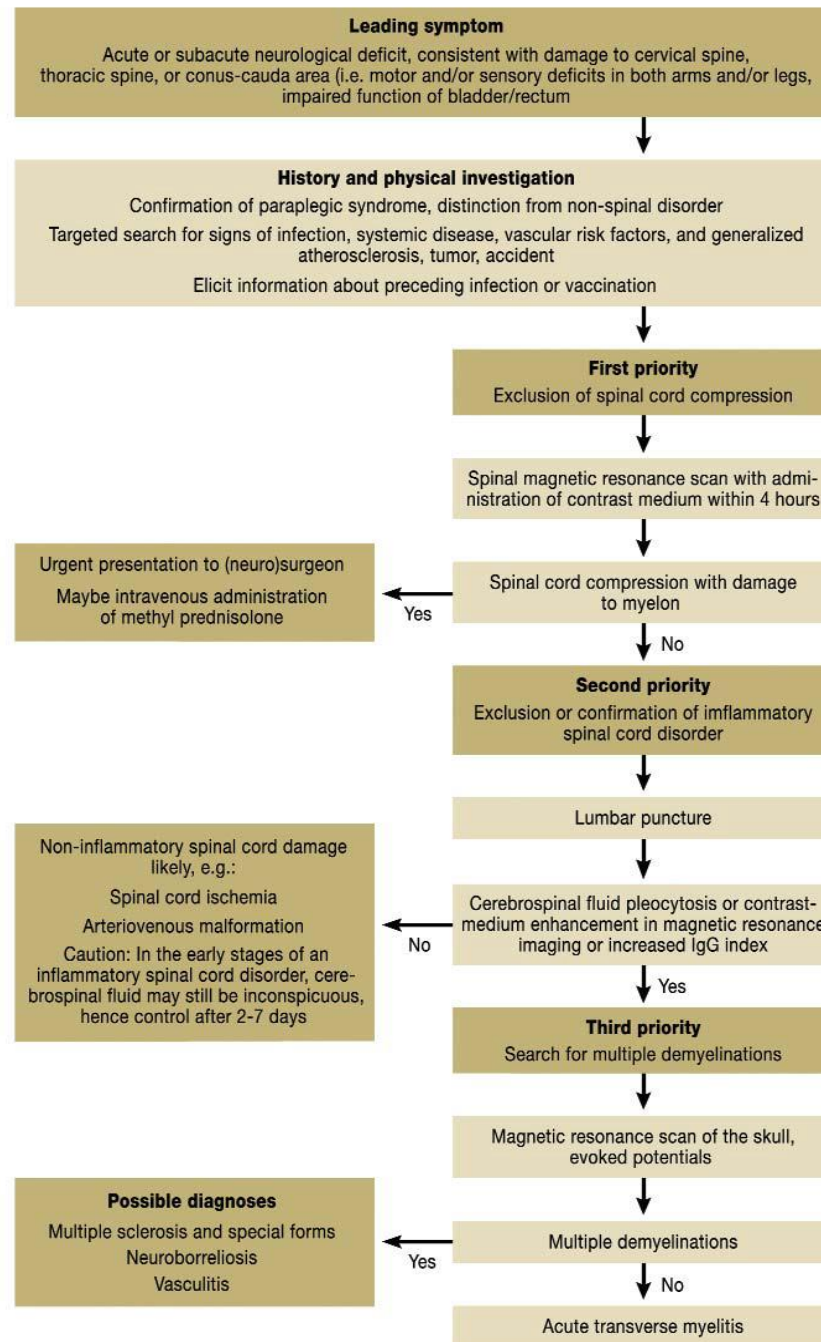 Leading symptom
Acute or subacute neurological deficit, consistent with damage to cervical spine,
thoracic spine, or conus-cauda area (i.e. motor and/or sensory deficits in both arms and/or legs,
impaired function of bladder/rectum
History and physical investigation
Confirmation of paraplegic syndrome, distinction from non-spinal disorder
Targeted search for signs of infection, systemic disease, vascular risk factors, and generalized
atherosclerosis, tumor, accident
Elicit information about preceding infection or vaccination
First priority
Exclusion of spinal cord compression
Spinal magnetic resonance scan with admi-
nistration of contrast medium within 4 hours
Spinal cord compression with damage
to myelon
Yes
Urgent presentation to (neuro)surgeon
Maybe intravenous administration
of methyl prednisolone
No
Second priority
Exclusion or confirmation of imflammatory
spinal cord disorder
Lumbar puncture
Cerebrospinal fluid pleocytosis or contrast-
medium enhancement in magnetic resonance
imaging or increased IgG index
No
Non-inflammatory spinal cord damage
likely, e.g.:
Spinal cord ischemia
Arteriovenous malformation
Caution: In the early stages of an
inflammatory spinal cord disorder, cere-
brospinal fluid may still be inconspicuous,
hence control after 2-7 days
Yes
Third priority
Search for multiple demyelinations
Magnetic resonance scan of the skull,
evoked potentials
Multiple demyelinations
Yes
Possible diagnoses
Multiple sclerosis and special forms
Neuroborreliosis
Vasculitis
No
Acute transverse myelitis